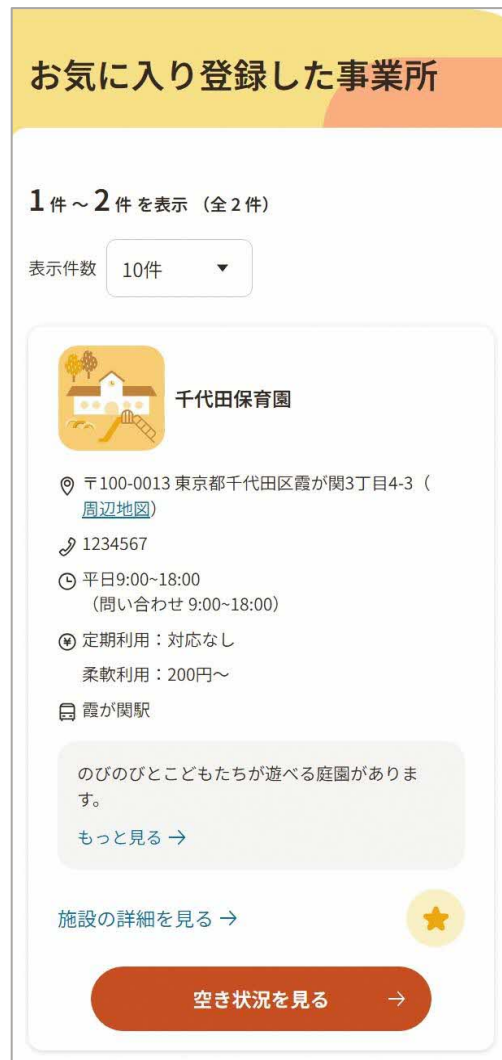 お気に入り登録した事業所
1 件 ～ 2 件 を表示 （全 2 件）
表示件数 10件
千代田保育園
〒100-0013 東京都千代田区霞が関3丁目4-3（
周辺地図）
1234567
平日9:00~18:00
（問い合わせ 9:00~18:00）
定期利用：対応なし
柔軟利用：200円～
霞が関駅
のびのびとこどもたちが遊べる庭園がありま
す。
もっと見る →
施設の詳細を見る →
空き状況を見る →